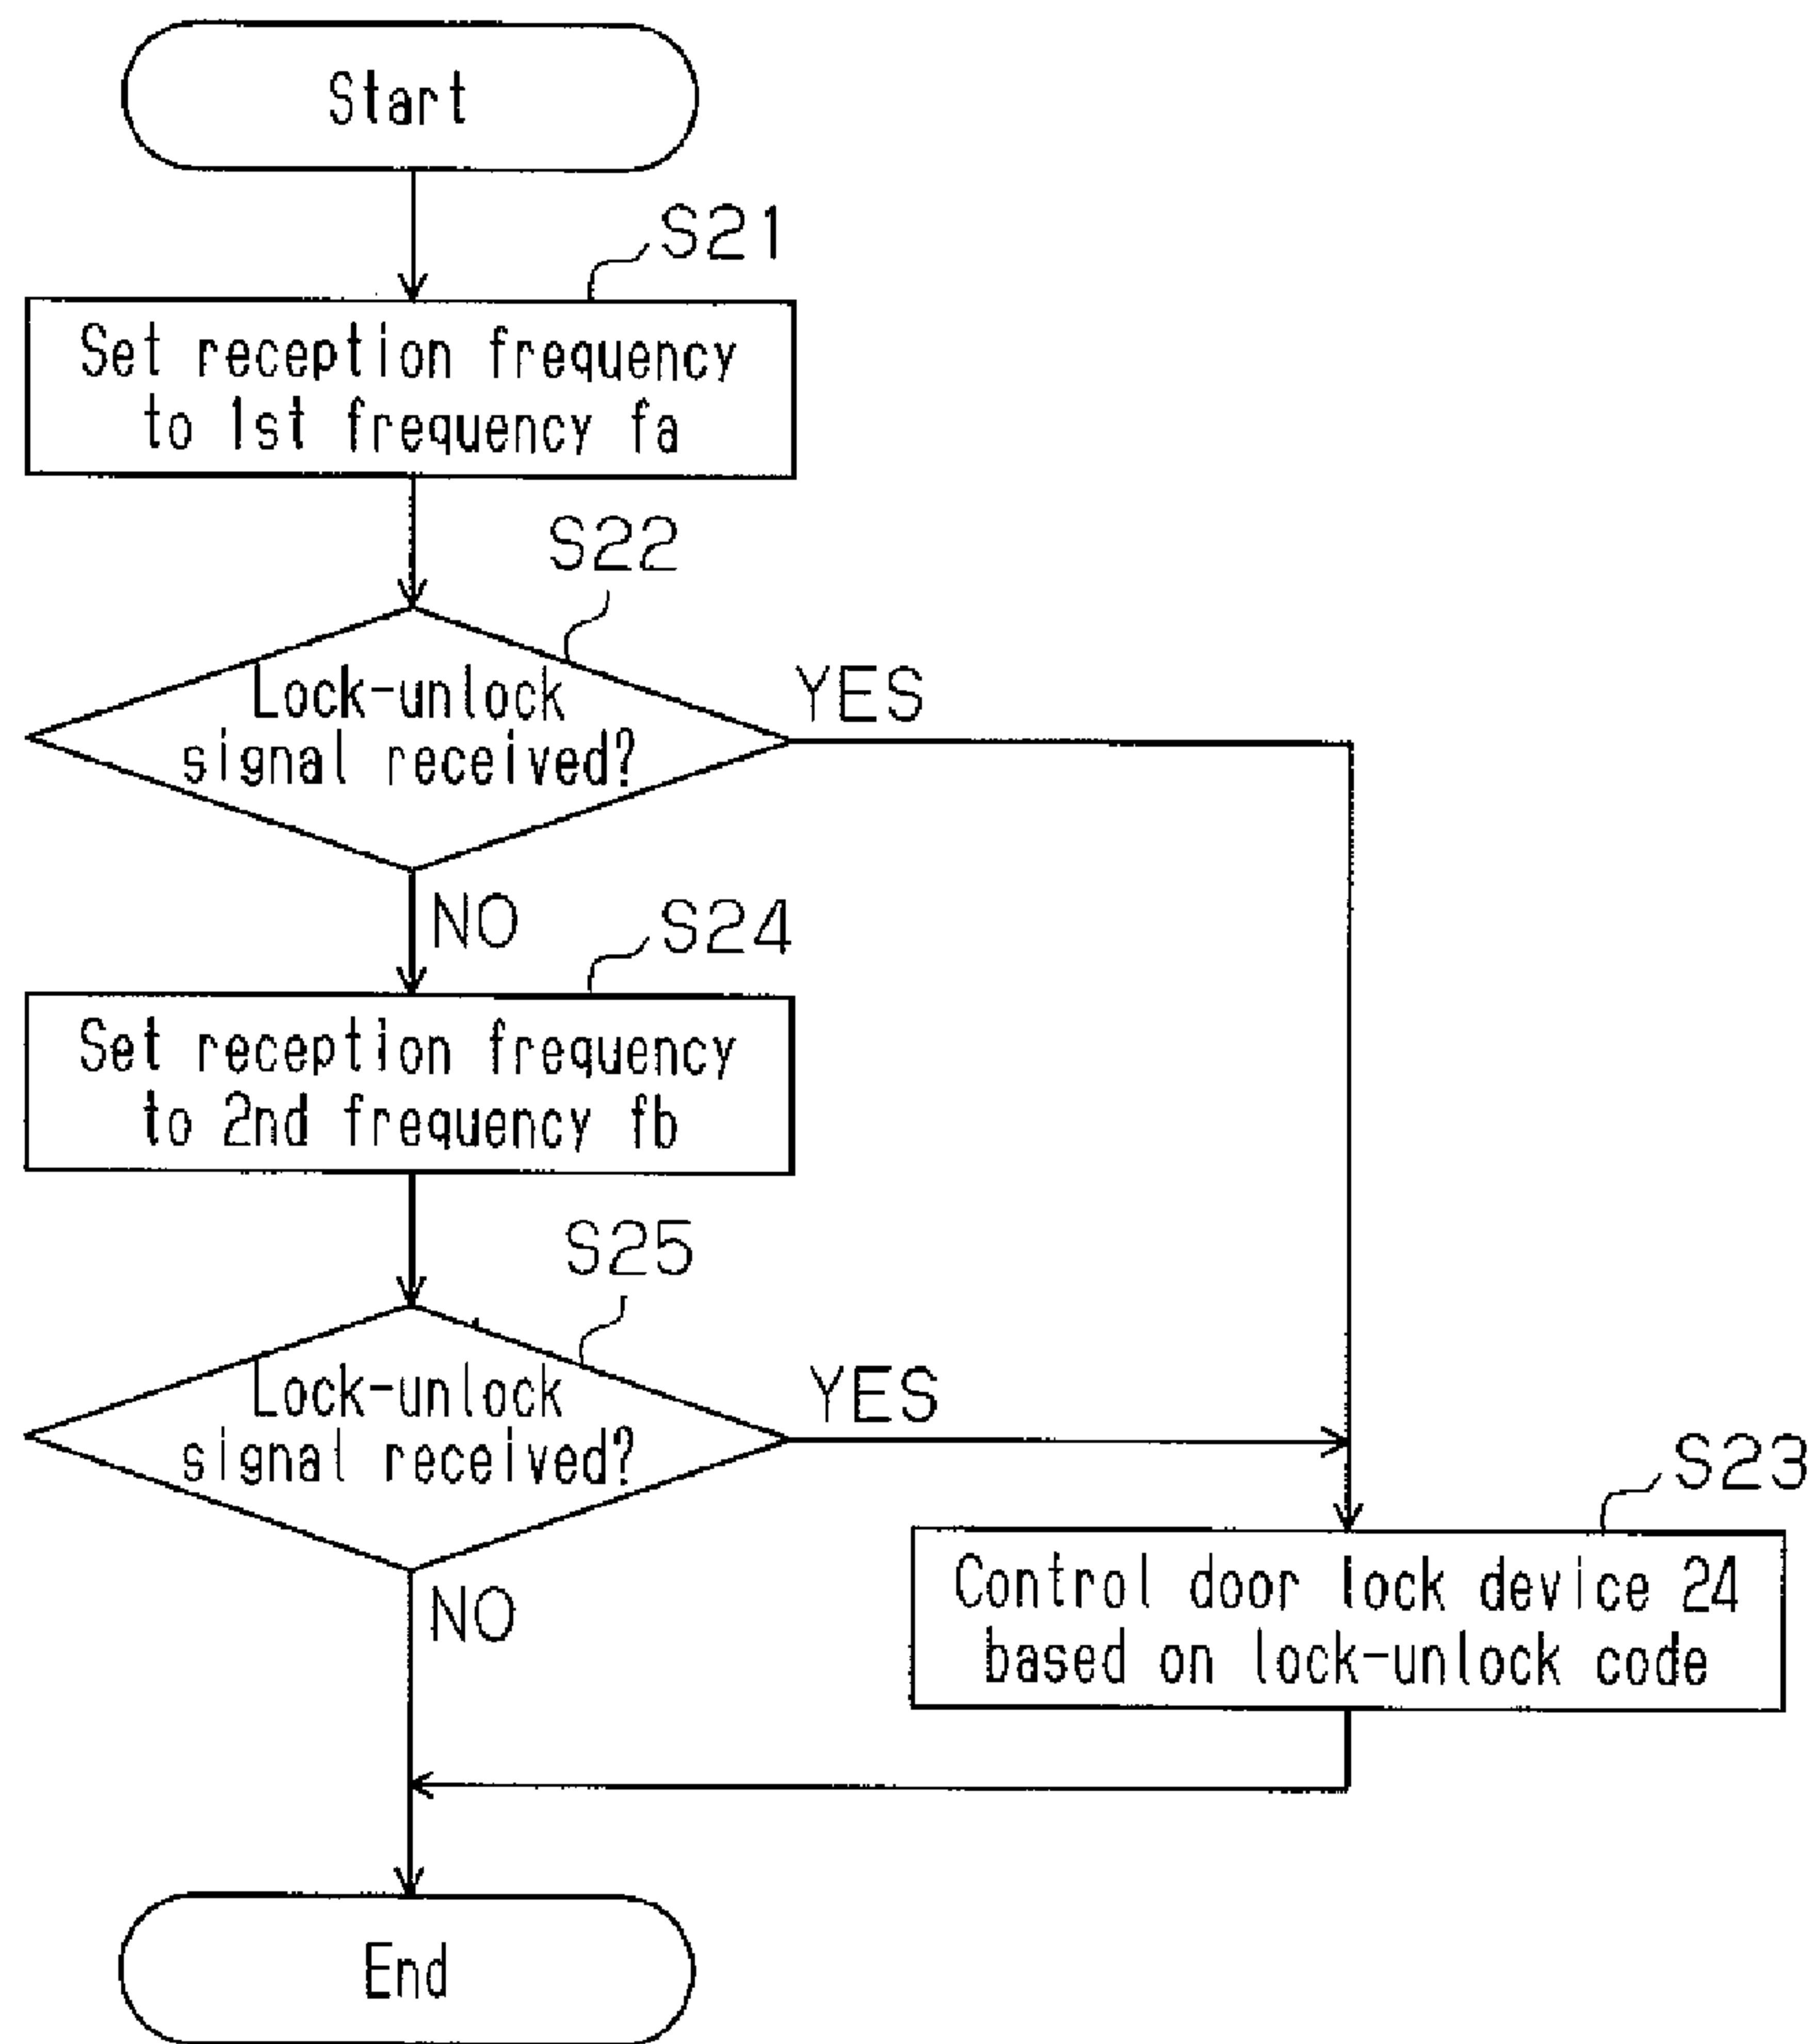 Start
S21
Set reception frequency
to 1st frequency fa
S22
Lock-unlock
signal received?
YES
NO
S24
Set reception frequency
to 2nd frequency fb
S25
Lock-unlock
signal received?
YES
NO
S23
Control door lock device 24
based on lock-unlock code
End